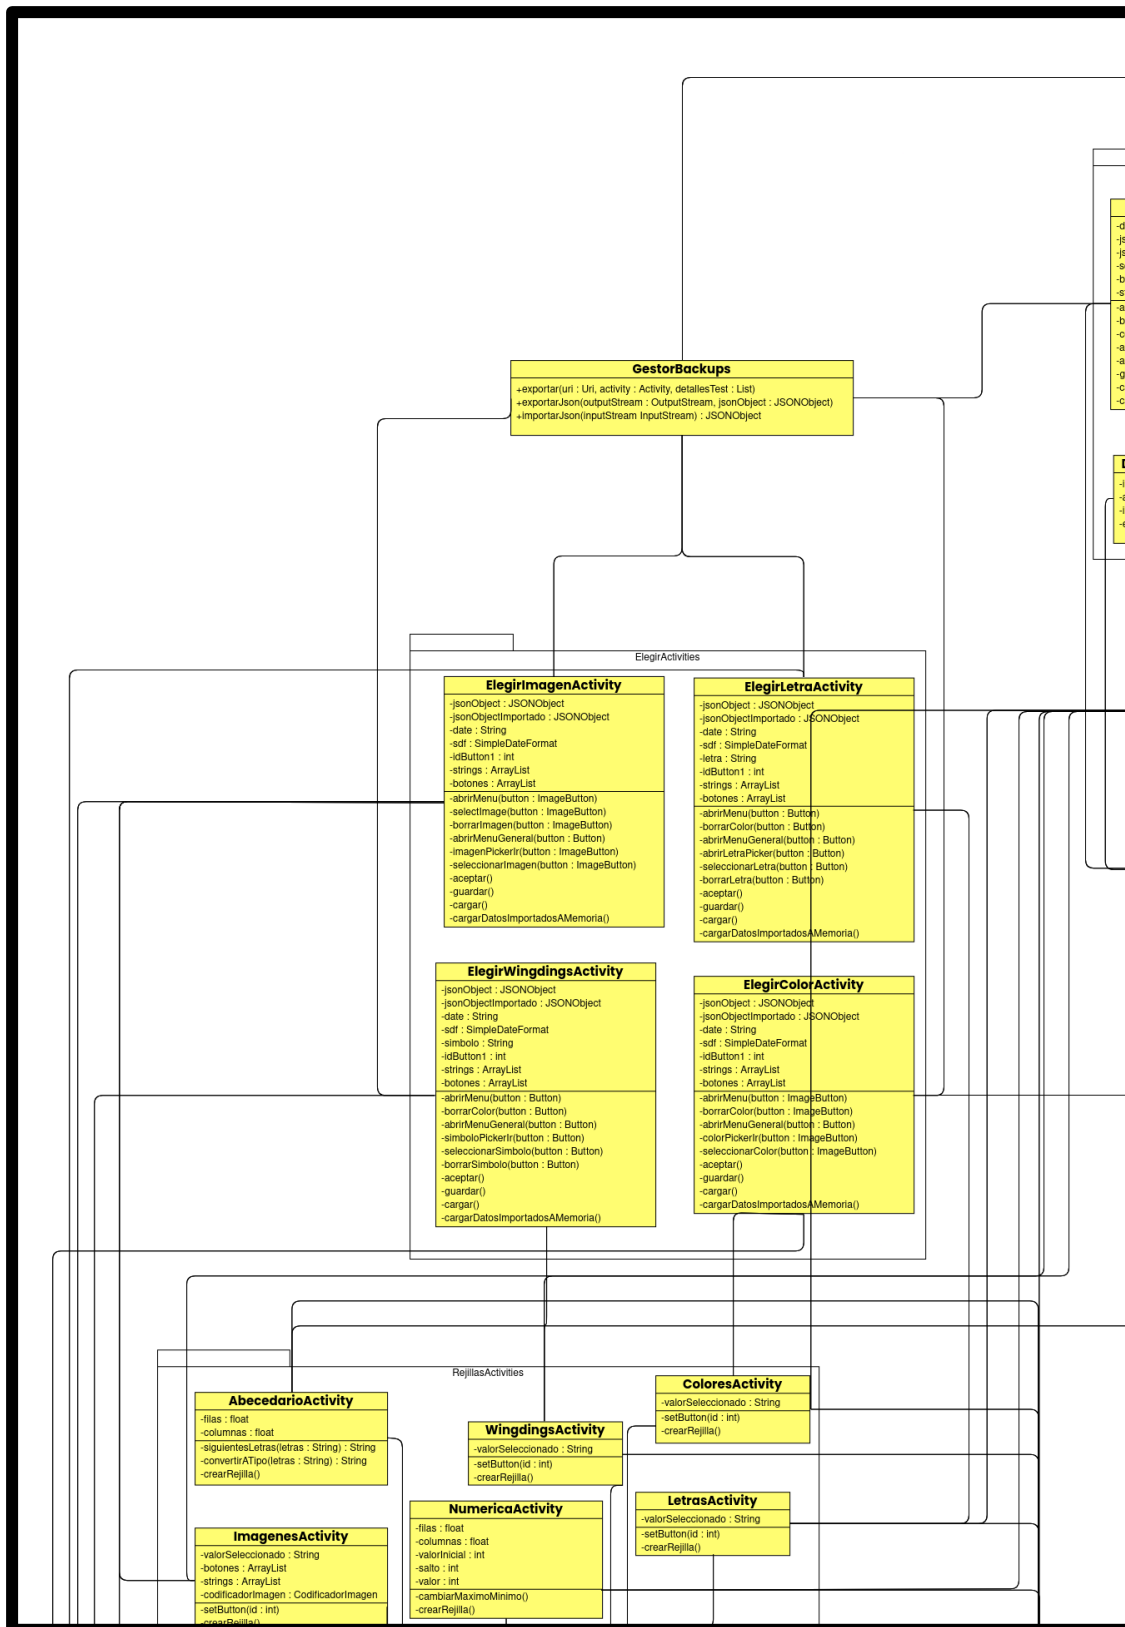 GestorBackups
+exportar(uri : Uri, activity : Activity, detallesTest : List)
+exportarJson(outputStream : OutputStream, jsonObject : JSONObject)
+importarJson(inputStream InputStream) : JSONObject
ElegirActivities
ElegirImagenActivity
-jsonObject : JSONObject
-jsonObjectImportado : JSONObject
-date : String
-sdf : SimpleDateFormat
-idButton1 : int
-strings : ArrayList
-botones : ArrayList
-abrirMenu(button : ImageButton)
-selectImage(button : ImageButton)
-borrarImagen(button : ImageButton)
-abrirMenuGeneral(button : Button)
-imagenPickerIr(button : ImageButton)
-seleccionarImagen(button : ImageButton)
-aceptar()
-guardar()
-cargar()
-cargarDatosImportadosAMemoria()
ElegirLetraActivity
-jsonObject : JSONObject
-jsonObjectImportado : JSONObject
-date : String
-sdf : SimpleDateFormat
-letra : String
-idButton1 : int
-strings : ArrayList
-botones : ArrayList
-abrirMenu(button : Button)
-borrarColor(button : Button)
-abrirMenuGeneral(button : Button)
-abrirLetraPicker(button : Button)
-seleccionarLetra(button : Button)
-borrarLetra(button : Button)
-aceptar()
-guardar()
-cargar()
-cargarDatosImportadosAMemoria()
ElegirWingdingsActivity
-jsonObject : JSONObject
-jsonObjectImportado : JSONObject
-date : String
-sdf : SimpleDateFormat
-simbolo : String
-idButton1 : int
-strings : ArrayList
-botones : ArrayList
-abrirMenu(button : Button)
-borrarColor(button : Button)
-abrirMenuGeneral(button : Button)
-simboloPickerIr(button : Button)
-seleccionarSimbolo(button : Button)
-borrarSimbolo(button : Button)
-aceptar()
-guardar()
-cargar()
-cargarDatosImportadosAMemoria()
ElegirColorActivity
-jsonObject : JSONObject
-jsonObjectImportado : JSONObject
-date : String
-sdf : SimpleDateFormat
-idButton1 : int
-strings : ArrayList
-botones : ArrayList
-abrirMenu(button : ImageButton)
-borrarColor(button : ImageButton)
-abrirMenuGeneral(button : Button)
-colorPickerIr(button : ImageButton)
-seleccionarColor(button : ImageButton)
-aceptar()
-guardar()
-cargar()
-cargarDatosImportadosAMemoria()
RejillasActivities
AbecedarioActivity
-filas : float
-columnas : float
-siguientesLetras(letras : String) : String
-convertirATipo(letras : String) : String
-crearRejilla()
WingdingsActivity
-valorSeleccionado : String
-setButton(id : int)
-crearRejilla()
ColoresActivity
-valorSeleccionado : String
-setButton(id : int)
-crearRejilla()
LetrasActivity
-valorSeleccionado : String
-setButton(id : int)
-crearRejilla()
NumericaActivity
-filas : float
-columnas : float
-valorInicial : int
-salto : int
-valor : int
-cambiarMaximoMinimo()
-crearRejilla()
ImagenesActivity
-valorSeleccionado : String
-botones : ArrayList
-strings : ArrayList
-codificadorImagen : CodificadorImagen
-setButton(id : int)
-crearRejilla()